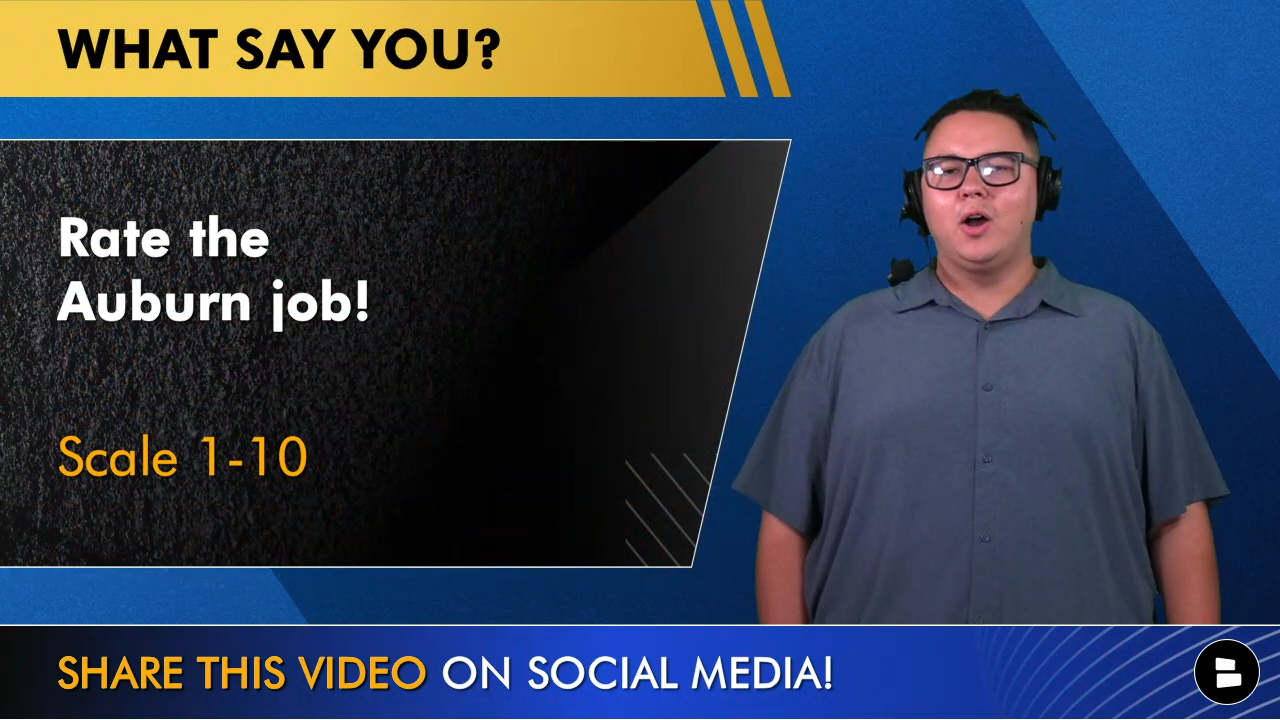 WHAT SAY YOU?
Rate the
Auburn job!
Scale 1-10
SHARE THIS VIDEO ON SOCIAL MEDIA!